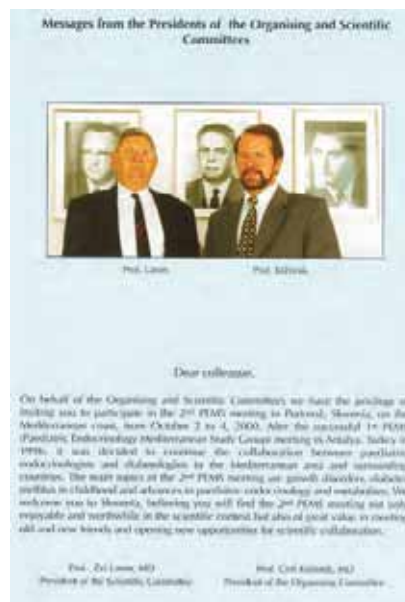 Messages from the Presidents of the Organising and Scientific
Committees
Prof. Laron
Prof. Kržišnik
Dear colleague,
On behalf of the Organising and Scientific Committees we have the privilege of
inviting you to participate in the 2nd PEMS meeting in Portorož, Slovenia, on the
Mediterranean coast, from October 2 to 4, 2000. After the successful 1st PEMS
(Paediatric Endocrinology Mediterranean Study Group) meeting in Antalya, Turkey in
1998, it was decided to continue the collaboration between paediatric
endocrinologists and diabetologists in the Mediterranean area and surrounding
countries. The main topics at the 2nd PEMS meeting are growth disorders, diabetes
mellitus in childhood and advances in paediatric endocrinology and metabolism. We
welcome you to Slovenia, believing you will find the 2nd PEMS meeting not only
enjoyable and worthwhile in the scientific context but also of great value in meeting
old and new friends and opening new opportunities for scientific collaboration.
Prof. Zvi Laron, MD
Prof. Ciril Kržišnik, MD
President of the Scientific Committee
President of the Organising Committee